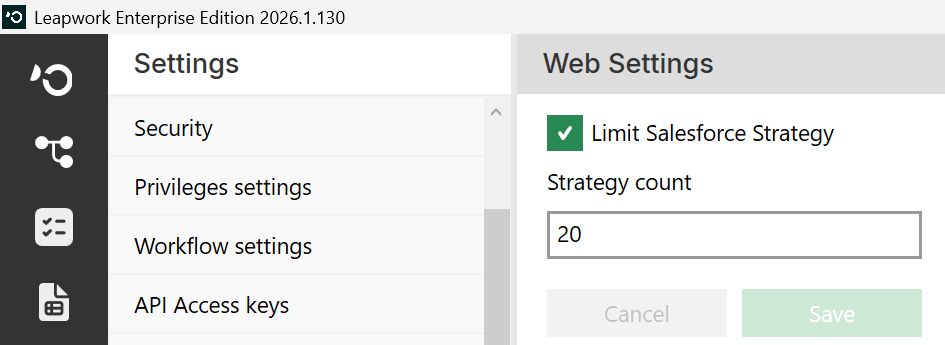 Leapwork Enterprise Edition 2026.1.130
Settings
Security
Privileges settings
Workflow settings
API Access keys
Web Settings
Limit Salesforce Strategy
Strategy count
20
Cancel
Save